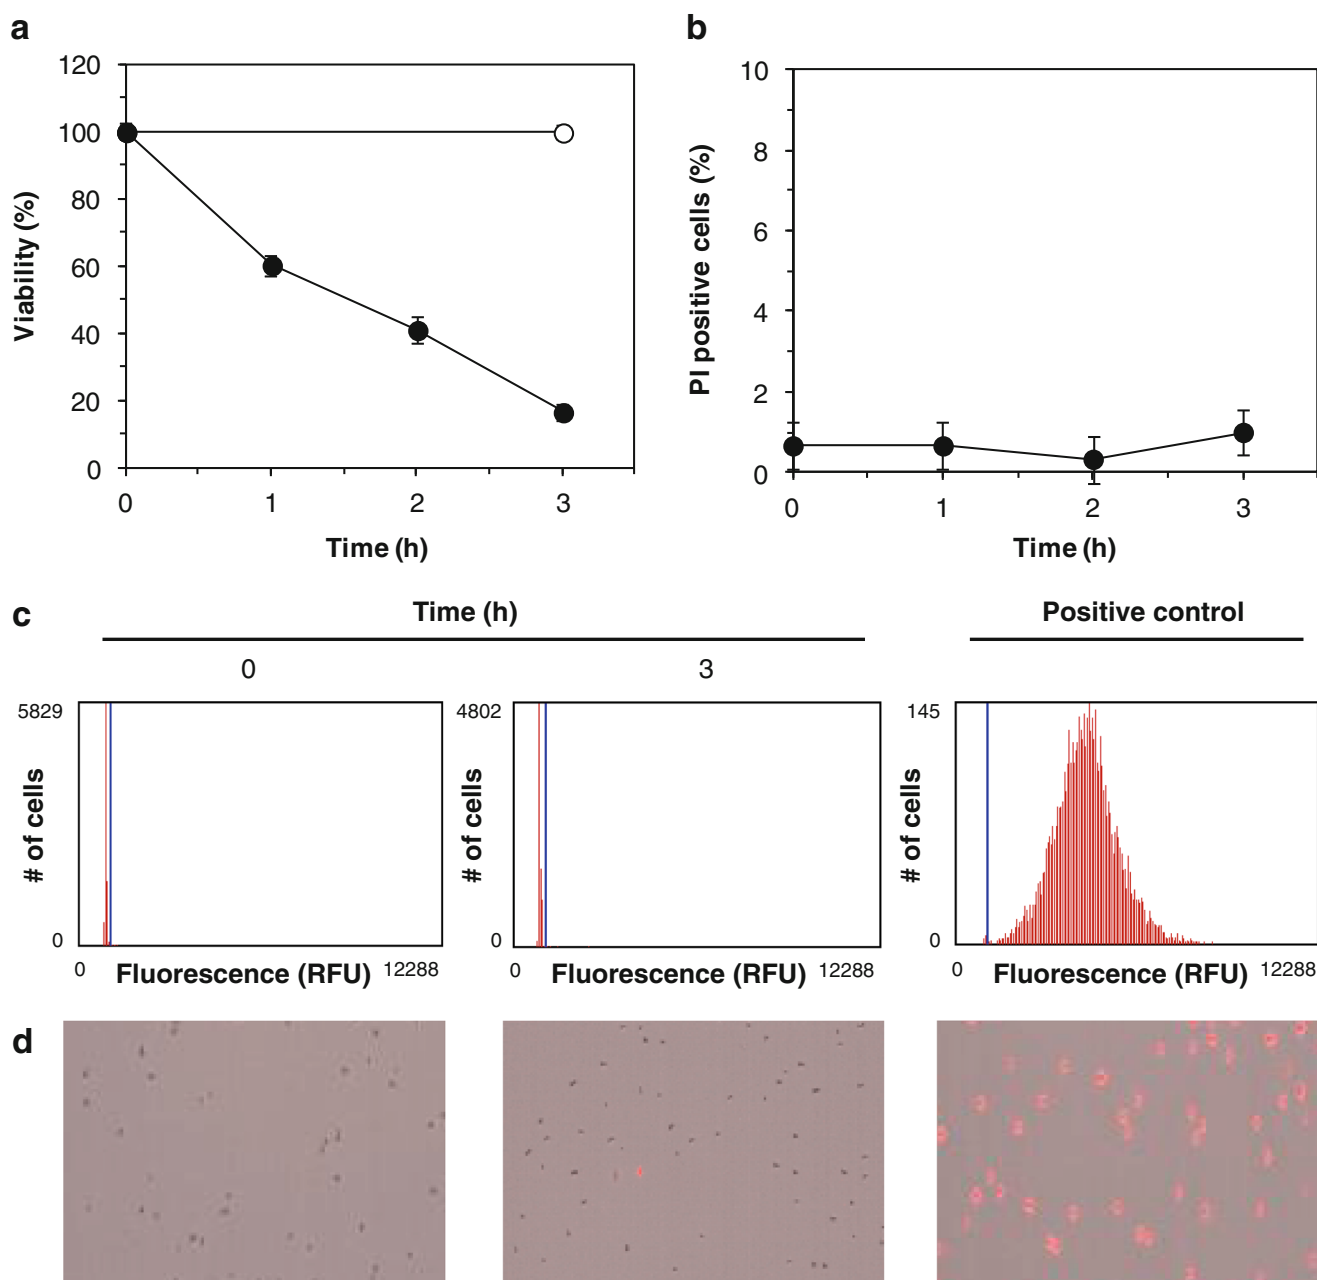 a
120
100
80
60
40
20
0
Viability (%)
0 1 2 3
Time (h)
b
10
8
6
4
2
0
PI positive cells (%)
0 1 2 3
Time (h)
c
Time (h)
Positive control
0
3
5829
# of cells
0
0
Fluorescence (RFU)
12288
4802
# of cells
0
0
Fluorescence (RFU)
12288
145
# of cells
0
0
Fluorescence (RFU)
12288
d